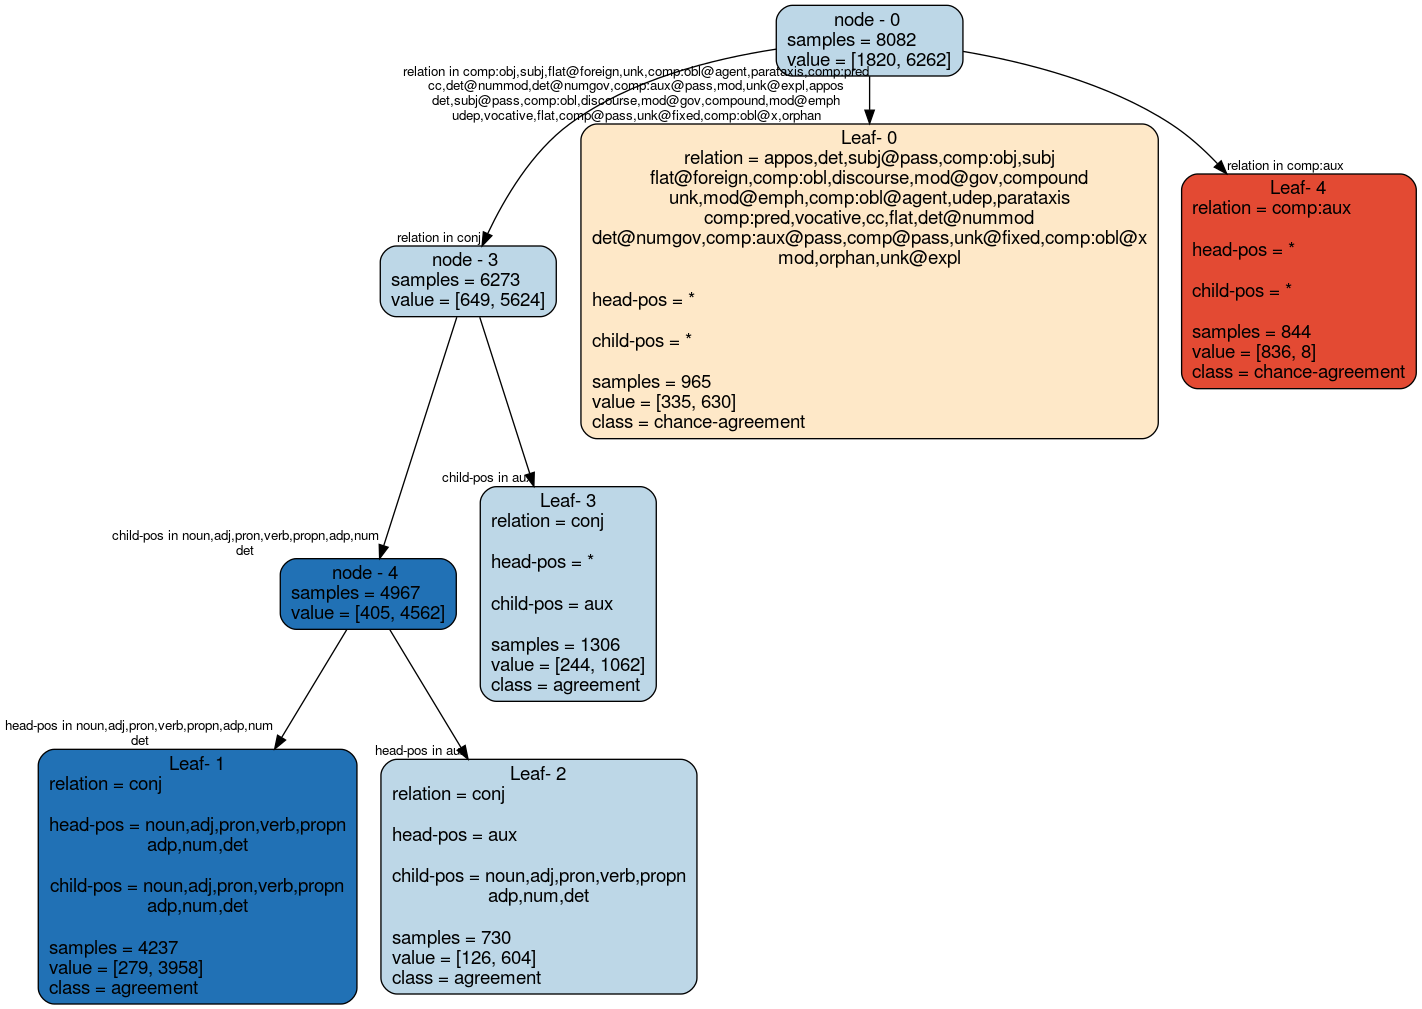 node - 0
samples = 8082
value = [1820, 6262]
relation in comp:obj,subj,flat@foreign,unk,comp:obl@agent,parataxis,comp:pred
cc,det@nummod,det@numgov,comp:aux@pass,mod,unk@expl,appos
det,subj@pass,comp:obl,discourse,mod@gov,compound,mod@emph
udep,vocative,flat,comp@pass,unk@fixed,comp:obl@x,orphan
Leaf- 0
relation = appos,det,subj@pass,comp:obj,subj
flat@foreign,comp:obl,discourse,mod@gov,compound
unk,mod@emph,comp:obl@agent,udep,parataxis
comp:pred,vocative,cc,flat,det@nummod
det@numgov,comp:aux@pass,comp@pass,unk@fixed,comp:obl@x
mod,orphan,unk@expl
head-pos = *
child-pos = *
samples = 965
value = [335, 630]
class = chance-agreement
relation in comp:aux
Leaf- 4
relation = comp:aux
head-pos = *
child-pos = *
samples = 844
value = [836, 8]
class = chance-agreement
relation in conj
node - 3
samples = 6273
value = [649, 5624]
child-pos in aux
Leaf- 3
relation = conj
head-pos = *
child-pos = aux
samples = 1306
value = [244, 1062]
class = agreement
child-pos in noun,adj,pron,verb,propn,adp,num
det
node - 4
samples = 4967
value = [405, 4562]
head-pos in noun,adj,pron,verb,propn,adp,num
det
Leaf- 1
relation = conj
head-pos = noun,adj,pron,verb,propn
adp,num,det
child-pos = noun,adj,pron,verb,propn
adp,num,det
samples = 4237
value = [279, 3958]
class = agreement
head-pos in aux
Leaf- 2
relation = conj
head-pos = aux
child-pos = noun,adj,pron,verb,propn
adp,num,det
samples = 730
value = [126, 604]
class = agreement